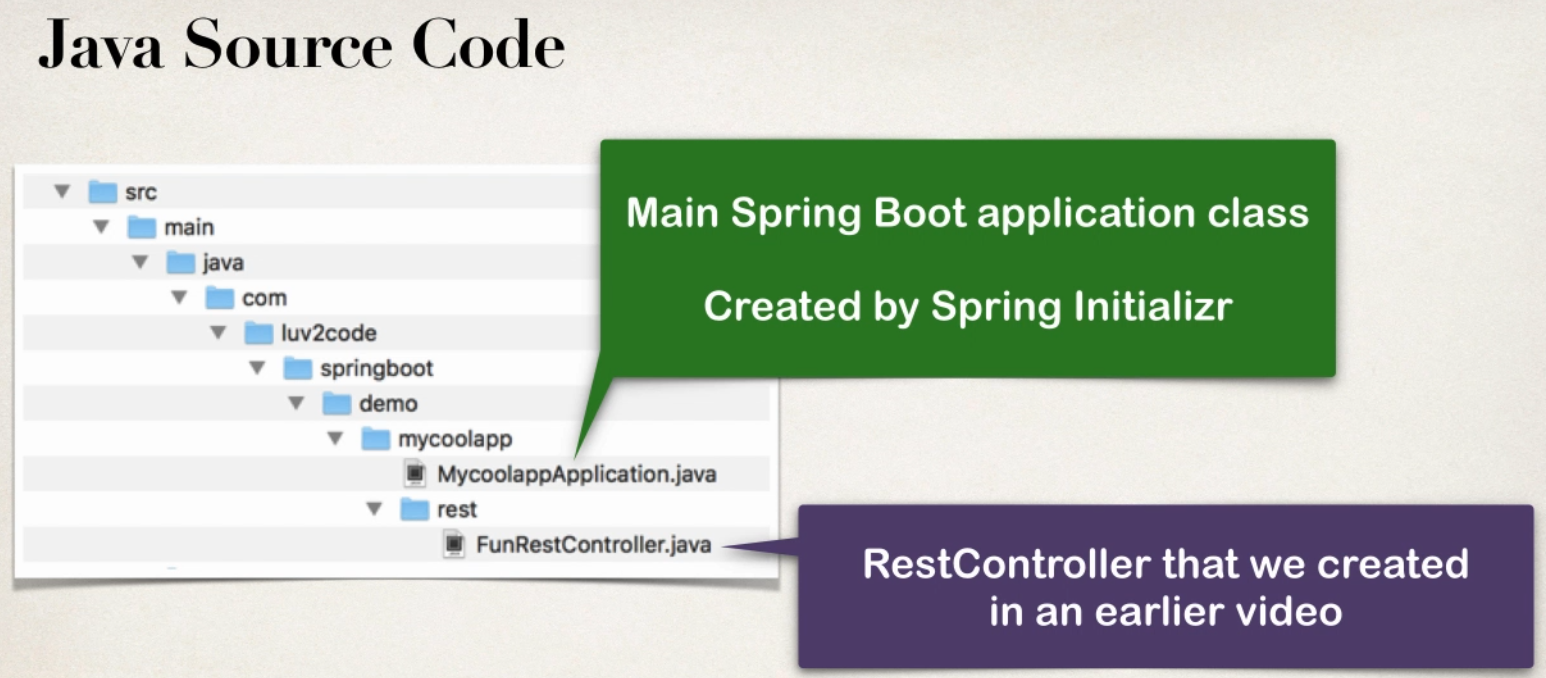 Java Source Code
src
main
java
com
luv2code
springboot
demo
mycoolapp
MycoolappApplication.java
rest
FunRestController.java
Main Spring Boot application class
Created by Spring Initializr
RestController that we created
in an earlier video